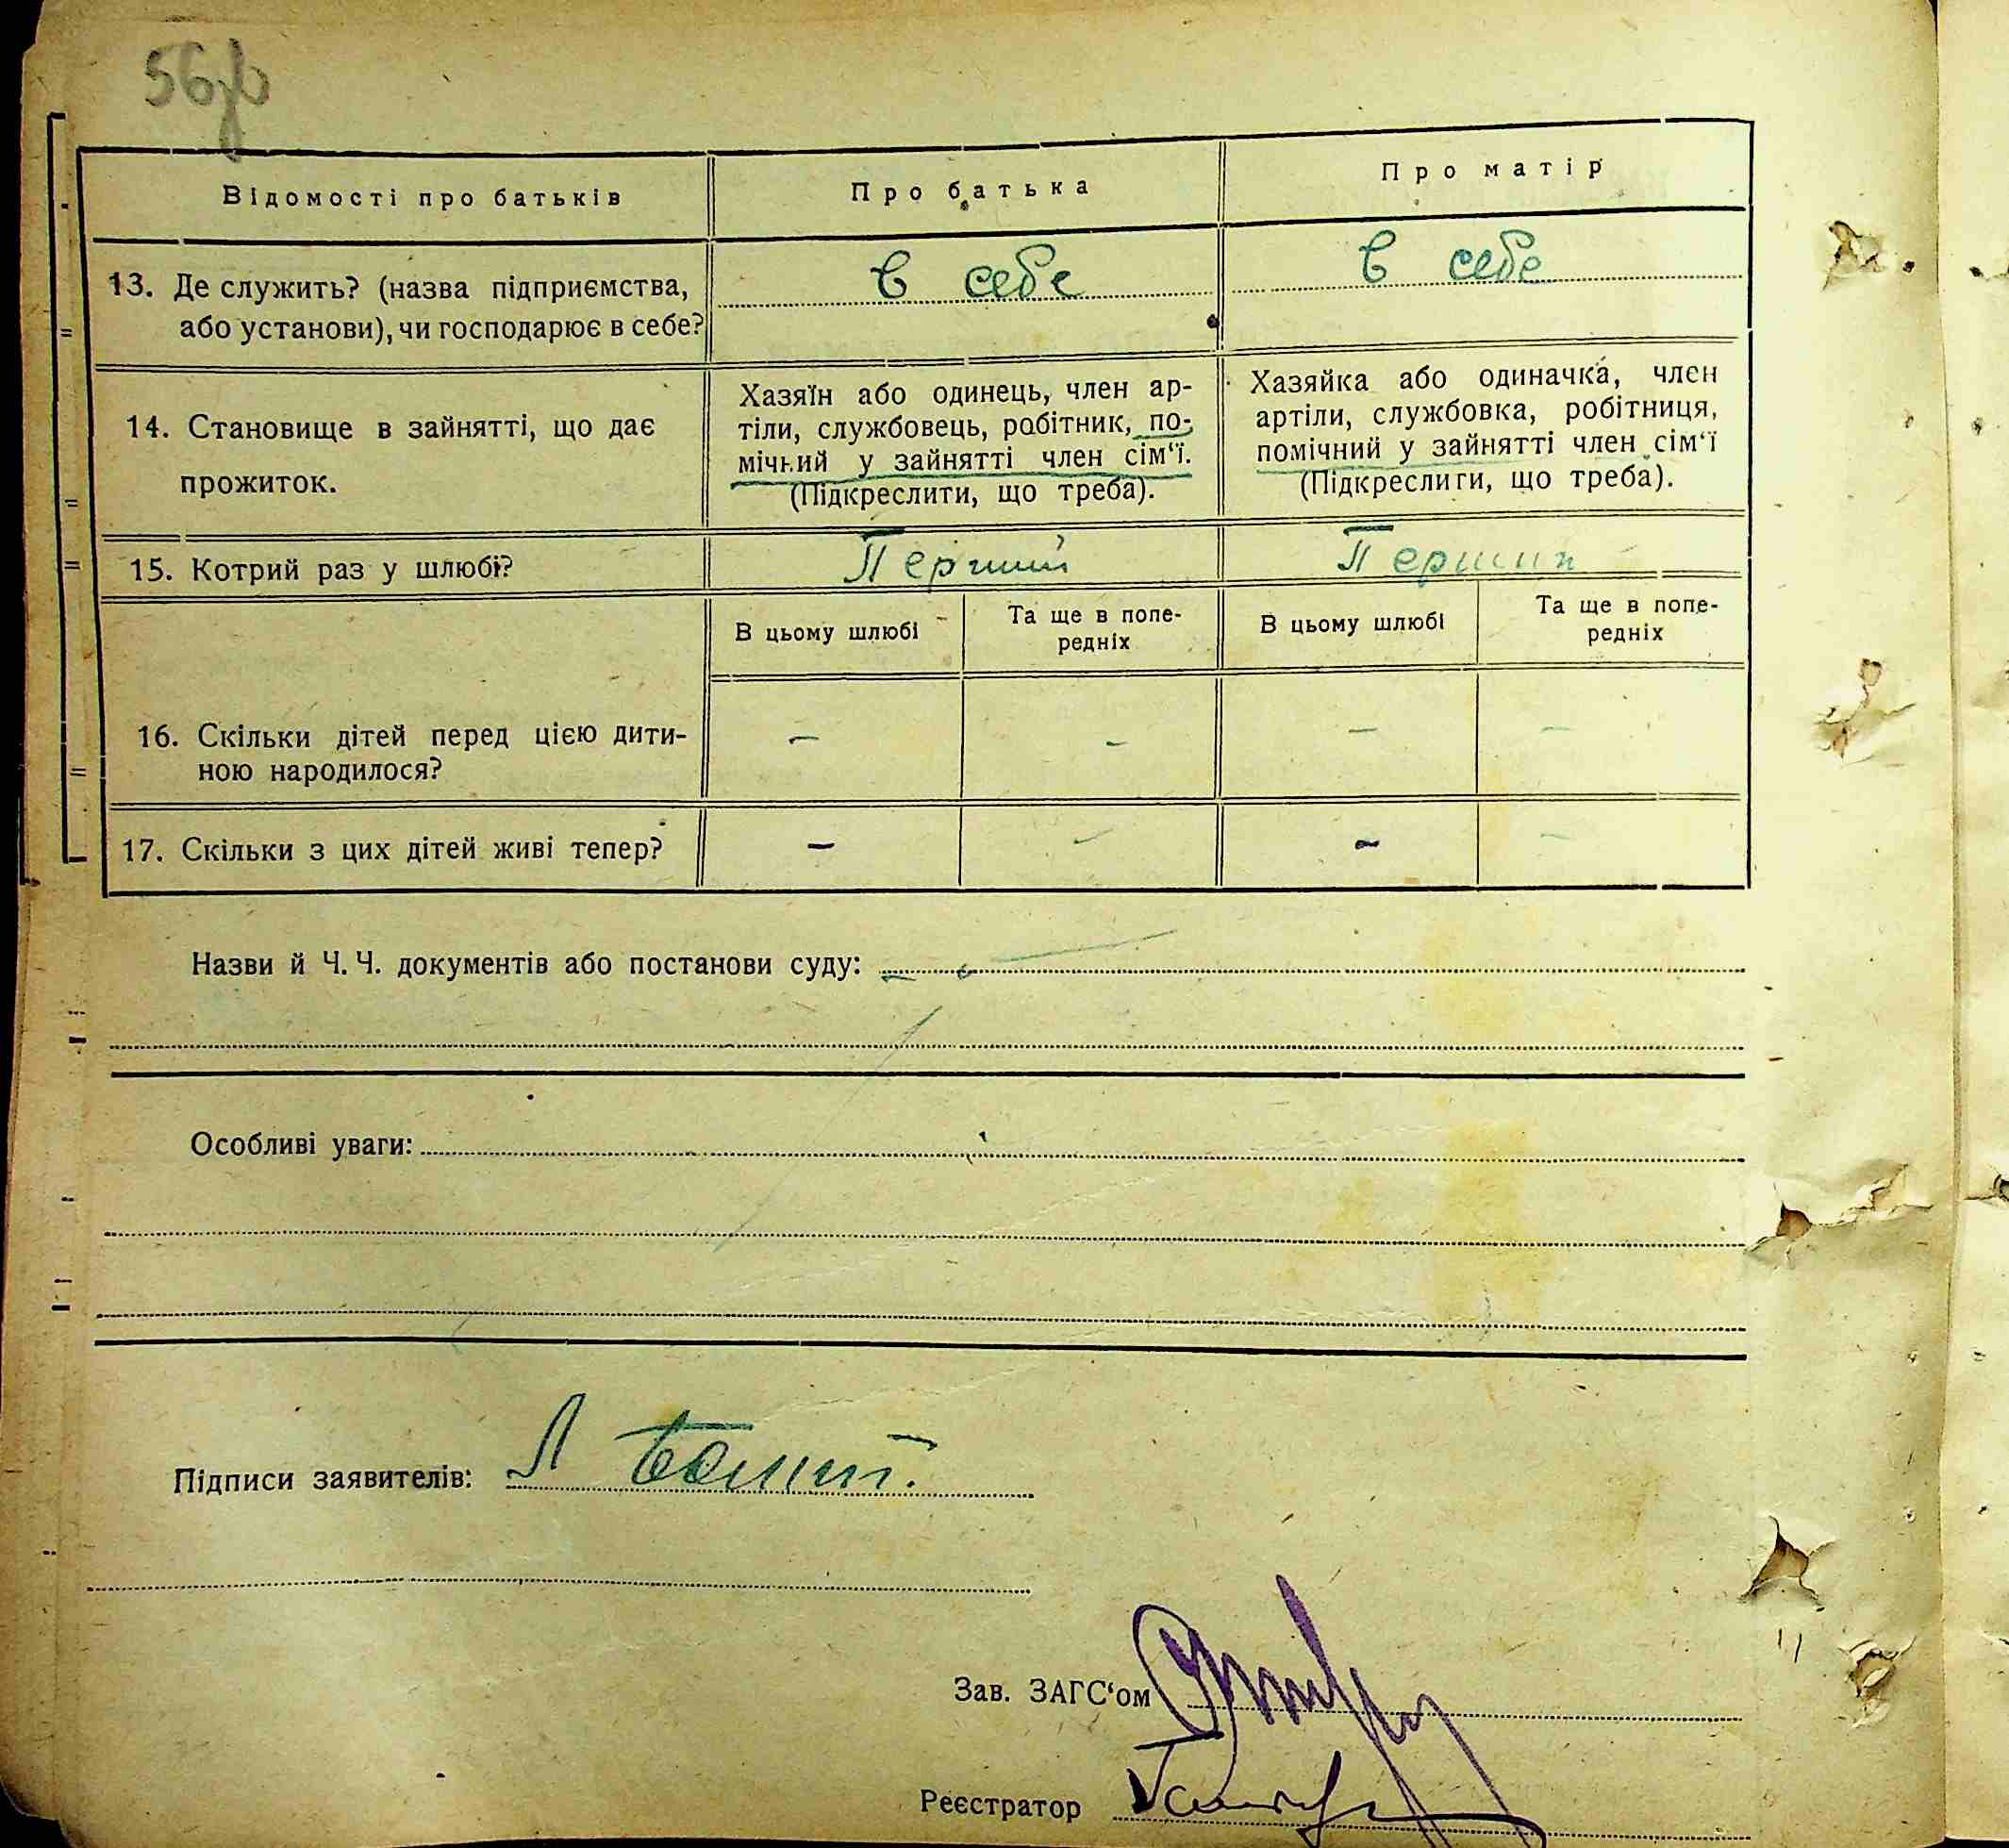 56
Відомості про батьків
Про батька
Про матір
13. Де служить? (назва підприємства,
або установи), чи господарює в себе?
в себе
в себе
14. Становище в зайнятті, що дає
прожиток.
Хазяїн або одинець, член ар-
тіли, службовець, робітник, по-
мічний у зайнятті член сім'ї.
(Підкреслити, що треба).
Хазяйка або одиначка, член
артіли, службовка, робітниця,
помічний у зайнятті член сім'ї
(Підкреслити, що треба).
15. Котрий раз у шлюбі?
Перший
Перший
В цьому шлюбі
Та ще в попе-
редніх
В цьому шлюбі
Та ще в попе-
редніх
16. Скільки дітей перед цією дити-
ною народилося?
–
–
–
–
17. Скільки з цих дітей живі тепер?
–
–
–
–
Назви й Ч. Ч. документів або постанови суду:
Особливі уваги:
Підписи заявителів:
Зав. ЗАГС'ом
Реєстратор